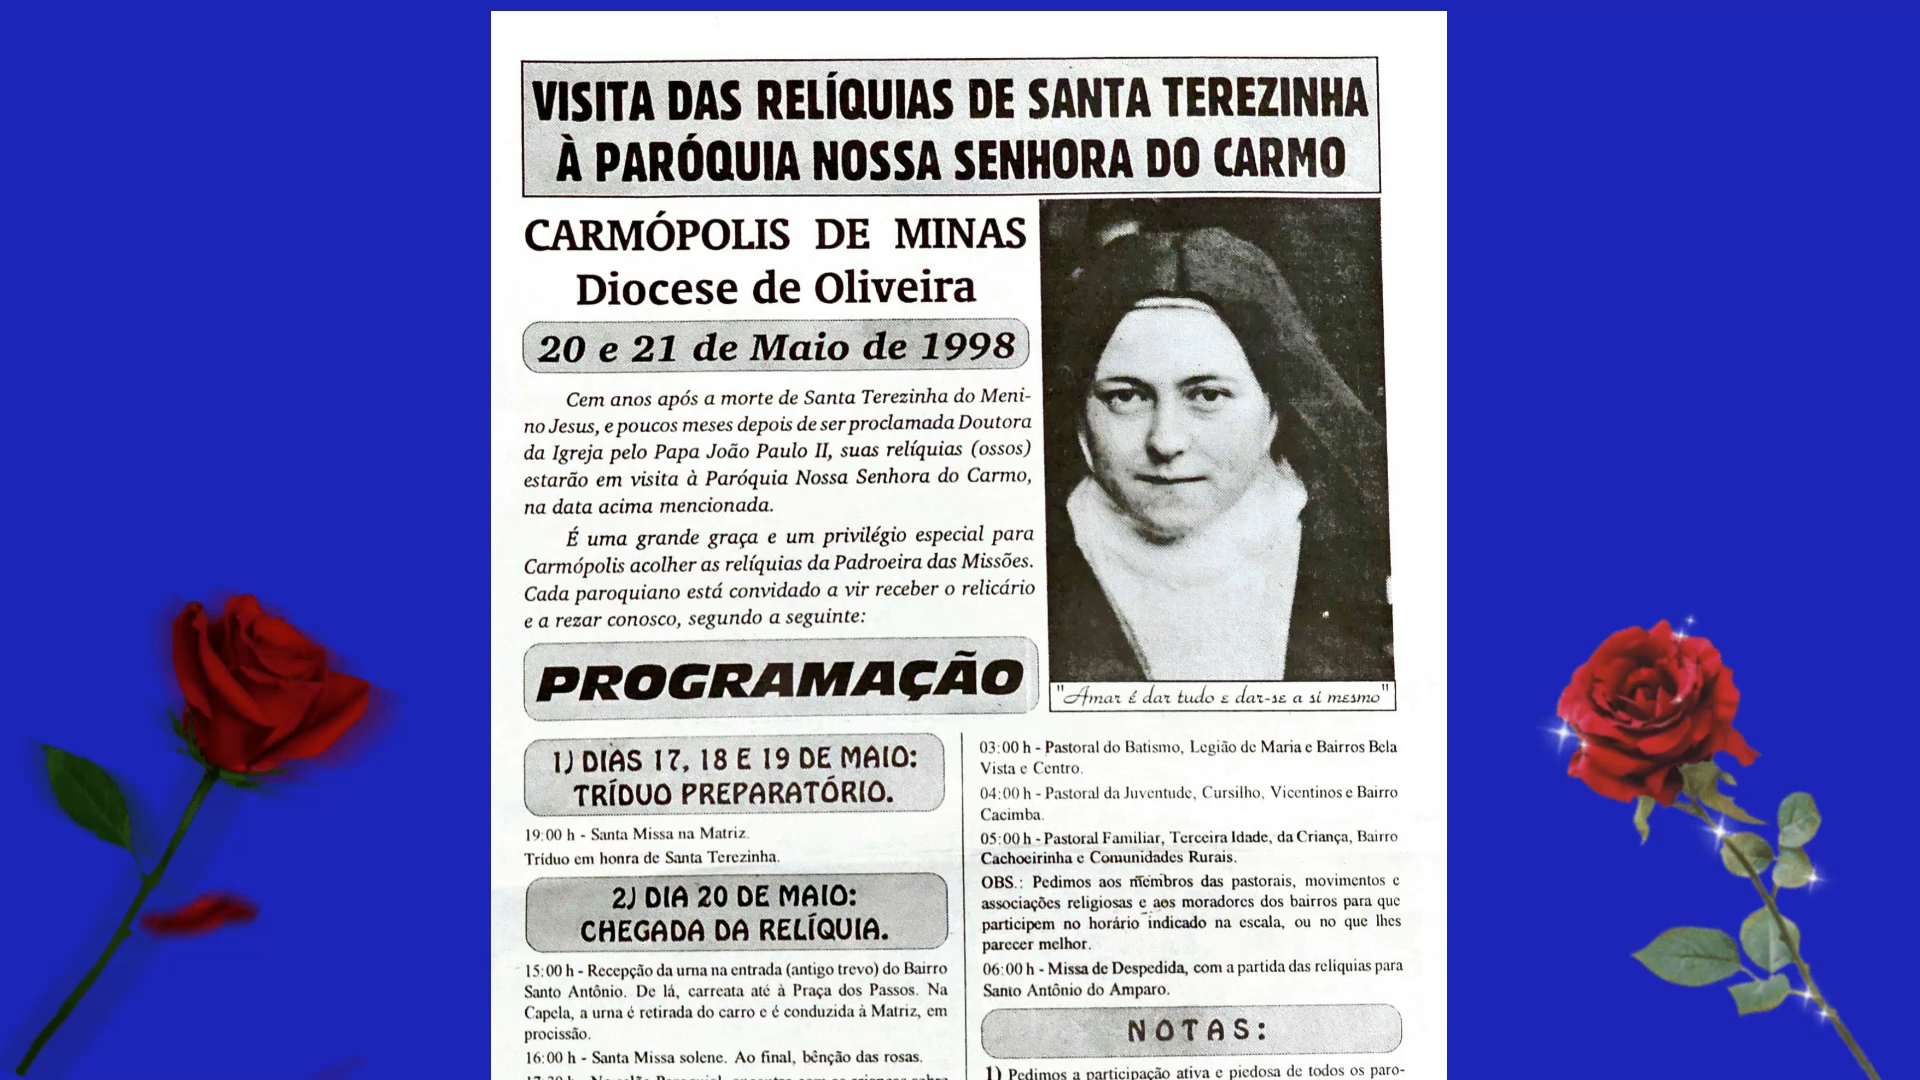 VISITA DAS RELÍQUIAS DE SANTA TEREZINHA
À PARÓQUIA NOSSA SENHORA DO CARMO
CARMÓPOLIS DE MINAS
Diocese de Oliveira
20 e 21 de Maio de 1998
Cem anos após a morte de Santa Terezinha do Meni-
no Jesus, e poucos meses depois de ser proclamada Doutora
da Igreja pelo Papa João Paulo II, suas relíquias (ossos)
estarão em visita à Paróquia Nossa Senhora do Carmo,
na data acima mencionada.
É uma grande graça e um privilégio especial para
Carmópolis acolher as relíquias da Padroeira das Missões.
Cada paroquiano está convidado a vir receber o relicário
e a rezar conosco, segundo a seguinte:
"Amar é dar tudo e dar-se a si mesmo"
PROGRAMAÇÃO
1) DIAS 17, 18 E 19 DE MAIO:
TRÍDUO PREPARATÓRIO.
19:00 h - Santa Missa na Matriz.
Tríduo em honra de Santa Terezinha.
2) DIA 20 DE MAIO:
CHEGADA DA RELÍQUIA.
15:00 h - Recepção da urna na entrada (antigo trevo) do Bairro
Santo Antônio. De lá, carreata até à Praça dos Passos. Na
Capela, a urna é retirada do carro e é conduzida à Matriz, em
procissão.
16:00 h - Santa Missa solene. Ao final, bênção das rosas.
03:00 h - Pastoral do Batismo, Legião de Maria e Bairros Bela
Vista e Centro.
04:00 h - Pastoral da Juventude, Cursilho, Vicentinos e Bairro
Cacimba.
05:00 h - Pastoral Familiar, Terceira Idade, da Criança, Bairro
Cachoeirinha e Comunidades Rurais.
OBS.: Pedimos aos membros das pastorais, movimentos e
associações religiosas e aos moradores dos bairros para que
participem no horário indicado na escala, ou no que lhes
parecer melhor.
06:00 h - Missa de Despedida, com a partida das relíquias para
Santo Antônio do Amparo.
NOTAS:
1) Pedimos a participação ativa e piedosa de todos os paro-